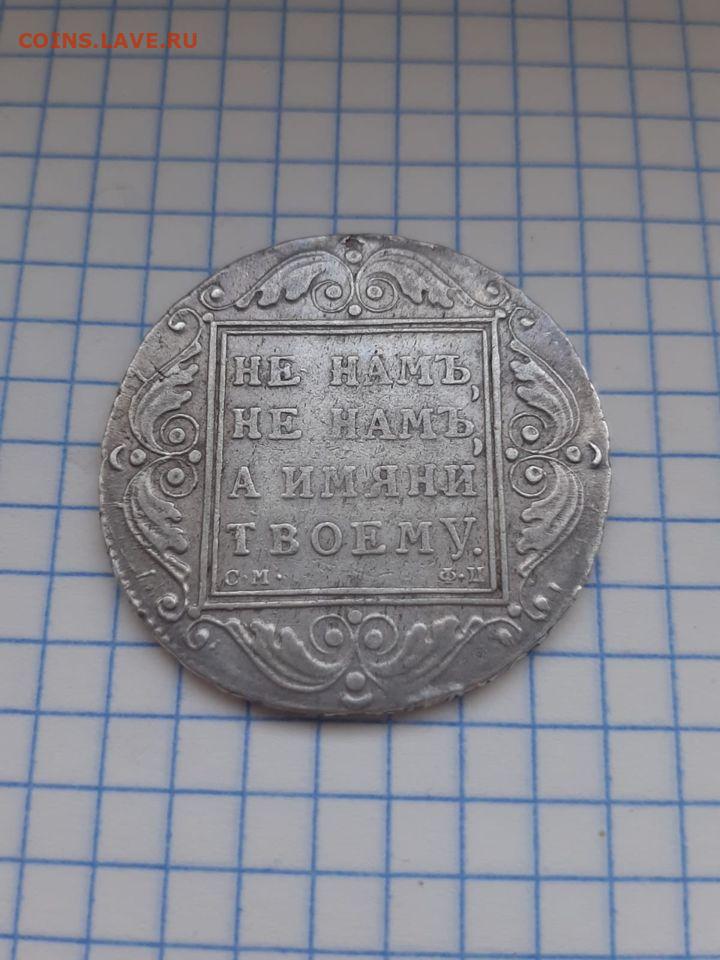 COINS.LAVE.RU
НЕ НАМЪ,
НЕ НАМЪ,
А ИМЯНИ
ТВОЕМУ.
С·М· Ф·Ц